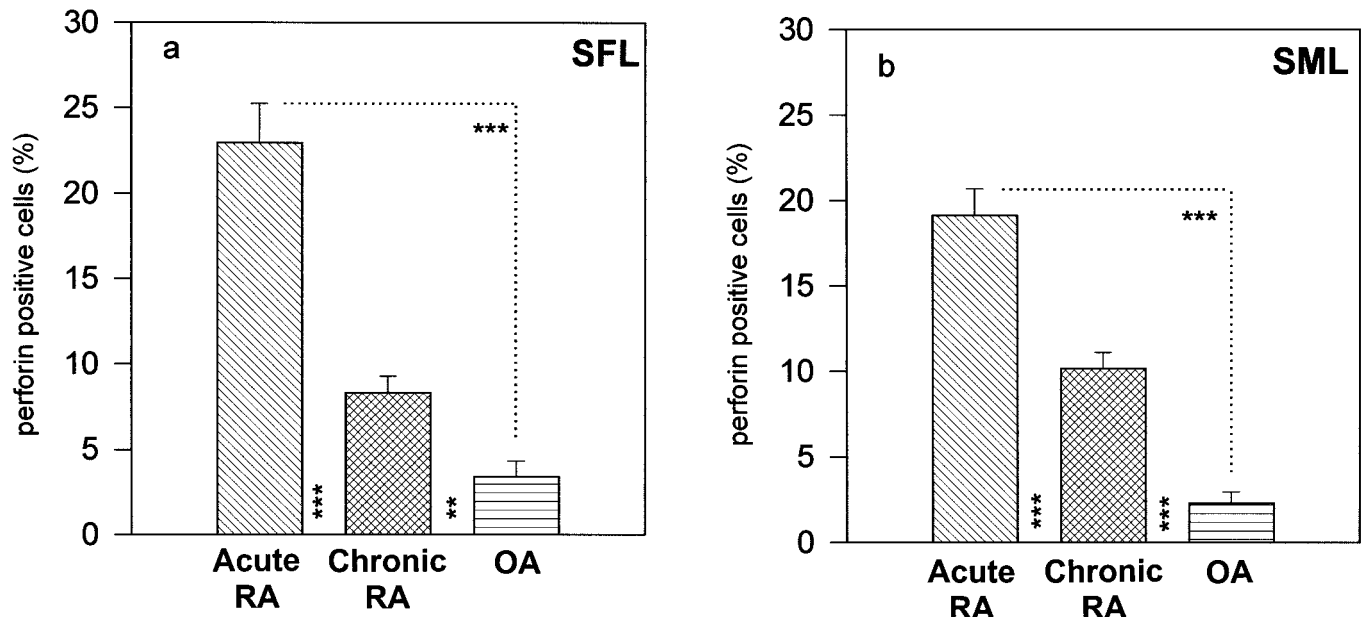 a
SFL
perforin positive cells (%)
30
25
20
15
10
5
0
***
***
**
Acute
RA
Chronic
RA
OA
b
SML
perforin positive cells (%)
30
25
20
15
10
5
0
***
***
***
Acute
RA
Chronic
RA
OA